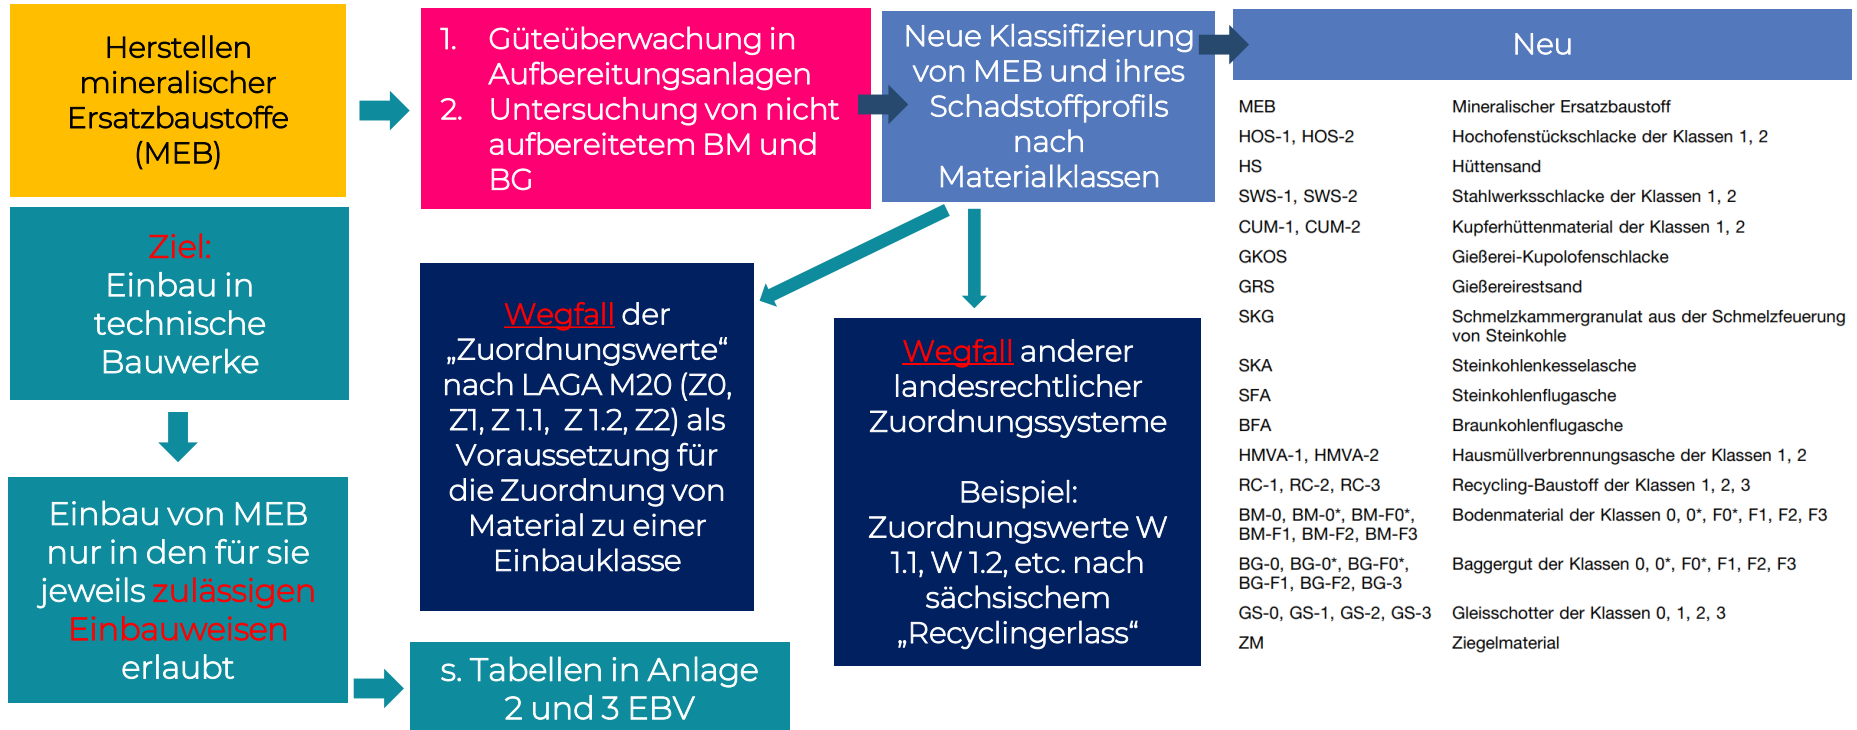 Herstellen
mineralischer
Ersatzbaustoffe
(MEB)
Ziel:
Einbau in
technische
Bauwerke
Einbau von MEB
nur in den für sie
jeweils zulässigen
Einbauweisen
erlaubt
1. Güteüberwachung in
Aufbereitungsanlagen
2. Untersuchung von nicht
aufbereitetem BM und
BG
Neue Klassifizierung
von MEB und ihres
Schadstoffprofils
nach
Materialklassen
Wegfall der
„Zuordnungswerte“
nach LAGA M20 (Z0,
Z1, Z 1.1, Z 1.2, Z2) als
Voraussetzung für
die Zuordnung von
Material zu einer
Einbauklasse
s. Tabellen in Anlage
2 und 3 EBV
Wegfall anderer
landesrechtlicher
Zuordnungssysteme
Beispiel:
Zuordnungswerte W
1.1, W 1.2, etc. nach
sächsischem
„Recyclingerlass“
Neu
MEB Mineralischer Ersatzbaustoff
HOS-1, HOS-2 Hochofenstückschlacke der Klassen 1, 2
HS Hüttensand
SWS-1, SWS-2 Stahlwerksschlacke der Klassen 1, 2
CUM-1, CUM-2 Kupferhüttenmaterial der Klassen 1, 2
GKOS Gießerei-Kupolofenschlacke
GRS Gießereirestsand
SKG Schmelzkammergranulat aus der Schmelzfeuerung
von Steinkohle
SKA Steinkohlenkesselasche
SFA Steinkohlenflugasche
BFA Braunkohlenflugasche
HMVA-1, HMVA-2 Hausmüllverbrennungsasche der Klassen 1, 2
RC-1, RC-2, RC-3 Recycling-Baustoff der Klassen 1, 2, 3
BM-0, BM-0*, BM-F0*, Bodenmaterial der Klassen 0, 0*, F0*, F1, F2, F3
BM-F1, BM-F2, BM-F3
BG-0, BG-0*, BG-F0*, Baggergut der Klassen 0, 0*, F0*, F1, F2, F3
BG-F1, BG-F2, BG-3
GS-0, GS-1, GS-2, GS-3 Gleisschotter der Klassen 0, 1, 2, 3
ZM Ziegelmaterial